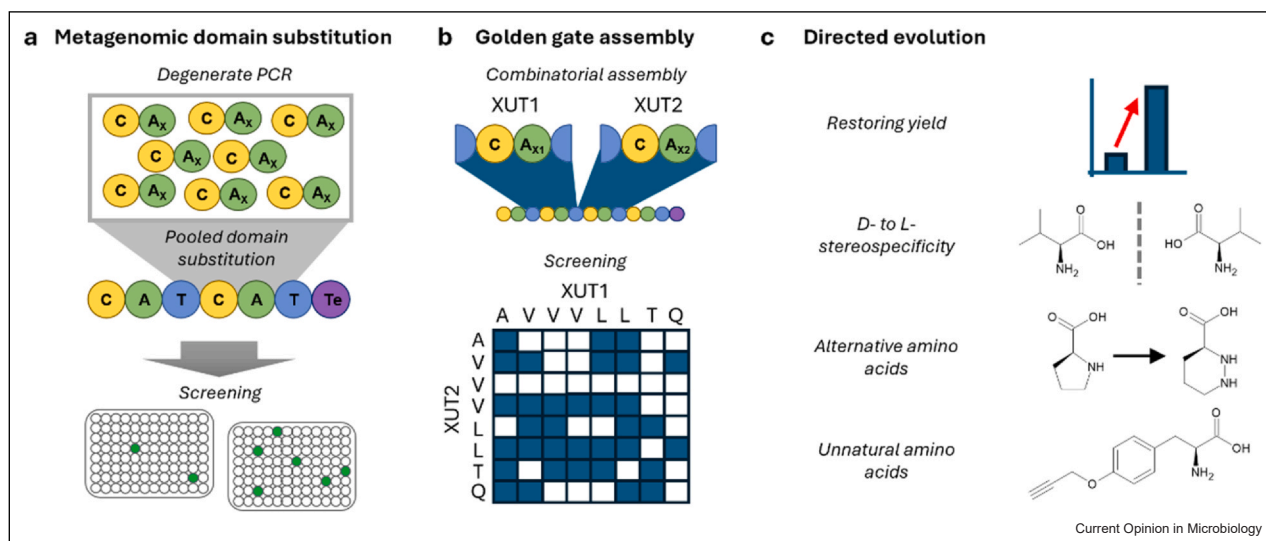 a Metagenomic domain substitution
Degenerate PCR
C Ax C Ax C Ax
C Ax C Ax
C Ax C Ax C Ax
Pooled domain
substitution
C A T C A T Te
Screening
b Golden gate assembly
Combinatorial assembly
XUT1 XUT2
C Ax1 C Ax2
Screening
XUT1
A V V V L L T Q
XUT2
A
V
V
V
L
L
T
Q
c Directed evolution
Restoring yield
D- to L-
stereospecificity
O
OH
NH2
O
HO
NH2
Alternative amino
acids
OH
O
NH
OH
O
NH
NH
Unnatural amino
acids
O
OH
NH2
O
Current Opinion in Microbiology